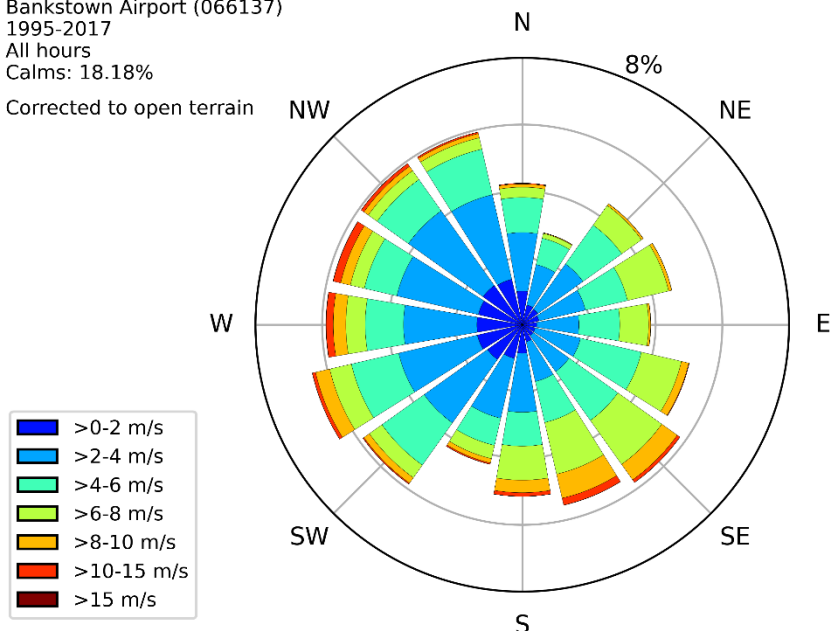 Bankstown Airport (066137)
1995-2017
All hours
Calms: 18.18%
Corrected to open terrain
N
8%
NW
NE
W
E
SW
SE
S
>0-2 m/s
>2-4 m/s
>4-6 m/s
>6-8 m/s
>8-10 m/s
>10-15 m/s
>15 m/s